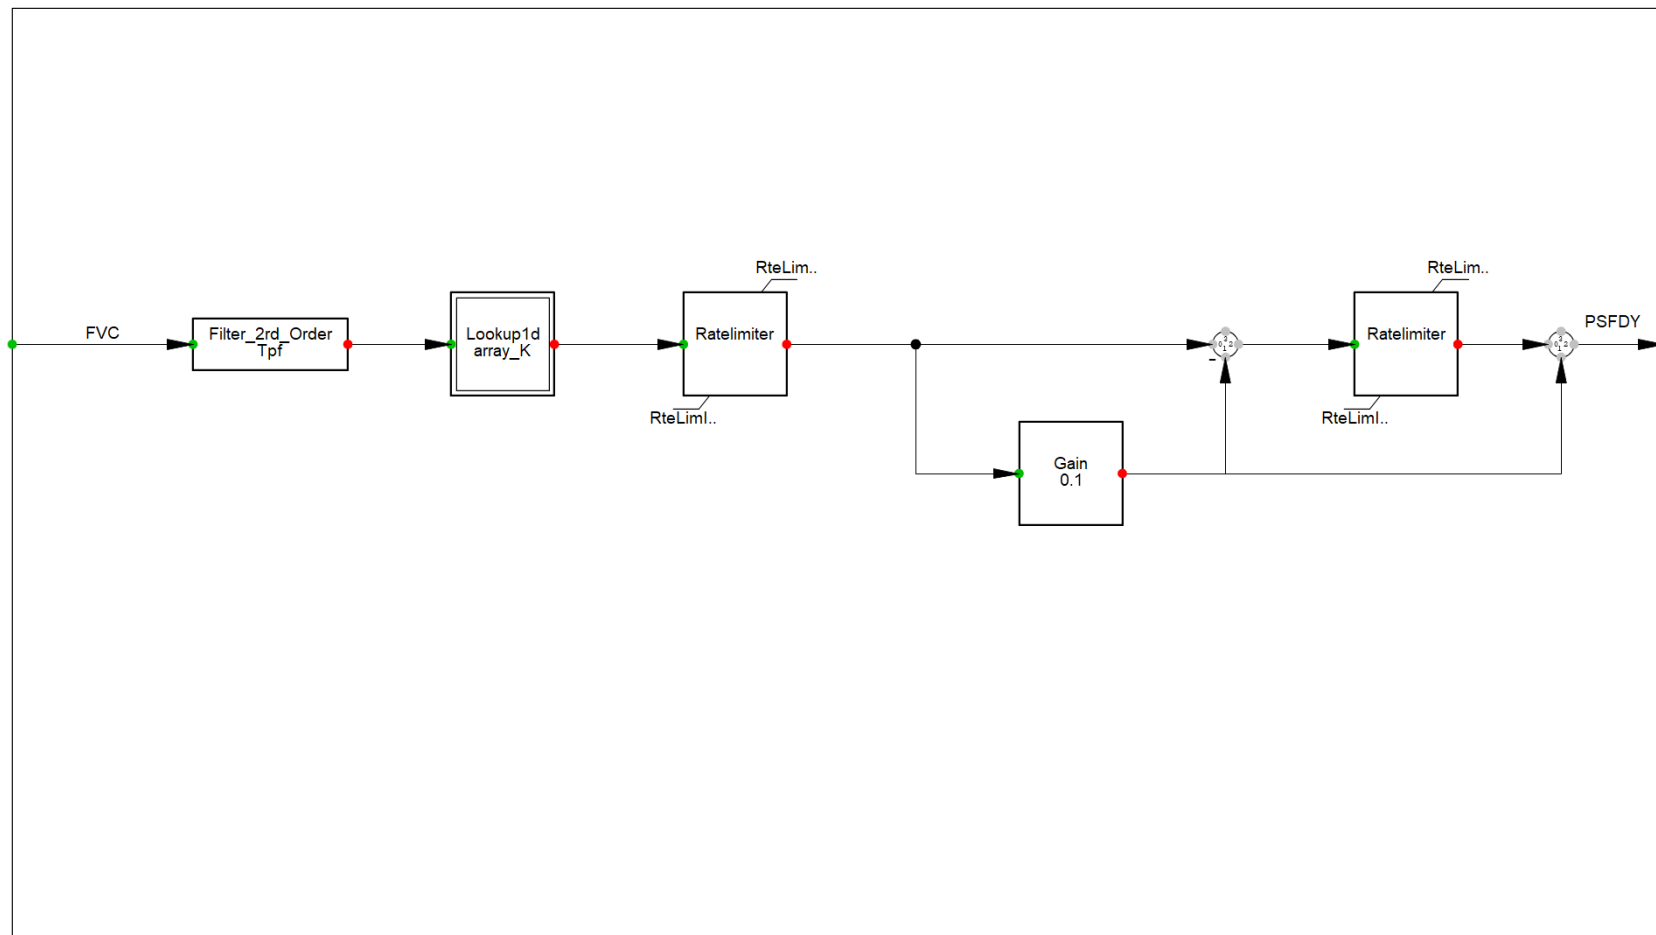 RteLim..
RteLim..
FVC
Filter_2rd_Order
Tpf
Lookup1d
array_K
Ratelimiter
Ratelimiter
PSFDY
-
RteLiml..
RteLiml..
Gain
0.1